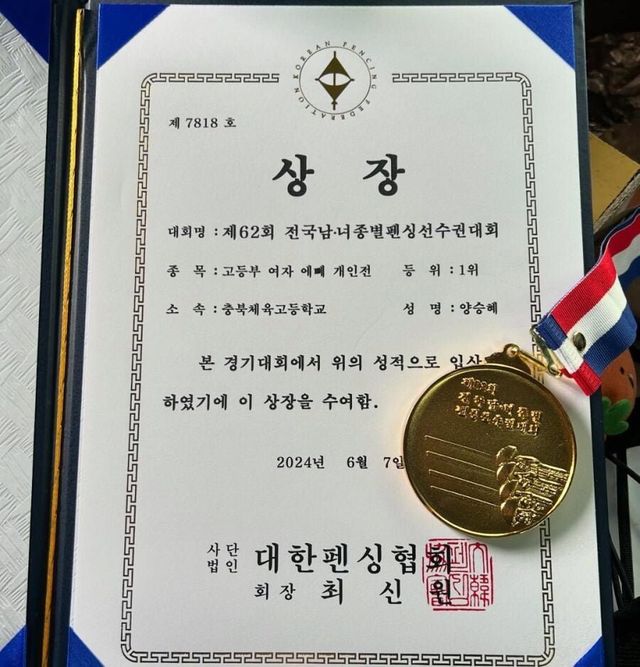 KOREAN FENCING FEDERATION
제 7818 호
상 장
대회명 : 제62회 전국남·녀종별펜싱선수권대회
종 목 : 고등부 여자 에뻬 개인전 등 위 : 1위
소 속 : 충북체육고등학교 성 명 : 양승혜
본 경기대회에서 위의 성적으로
하였기에 이 상장을 수여함.
2024년 6월 7일
사단
법인 대한펜싱협회
회장 최 신 원